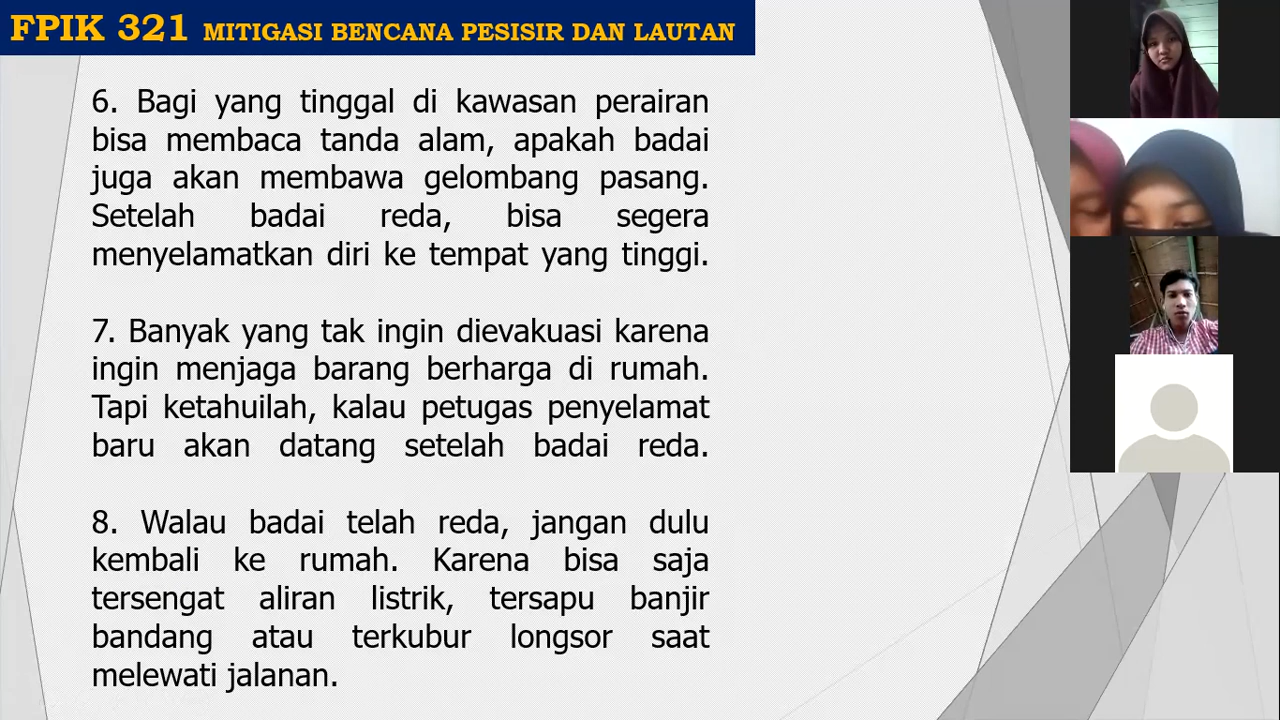 FPIK 321 MITIGASI BENCANA PESISIR DAN LAUTAN
6. Bagi yang tinggal di kawasan perairan
bisa membaca tanda alam, apakah badai
juga akan membawa gelombang pasang.
Setelah badai reda, bisa segera
menyelamatkan diri ke tempat yang tinggi.
7. Banyak yang tak ingin dievakuasi karena
ingin menjaga barang berharga di rumah.
Tapi ketahuilah, kalau petugas penyelamat
baru akan datang setelah badai reda.
8. Walau badai telah reda, jangan dulu
kembali ke rumah. Karena bisa saja
tersengat aliran listrik, tersapu banjir
bandang atau terkubur longsor saat
melewati jalanan.